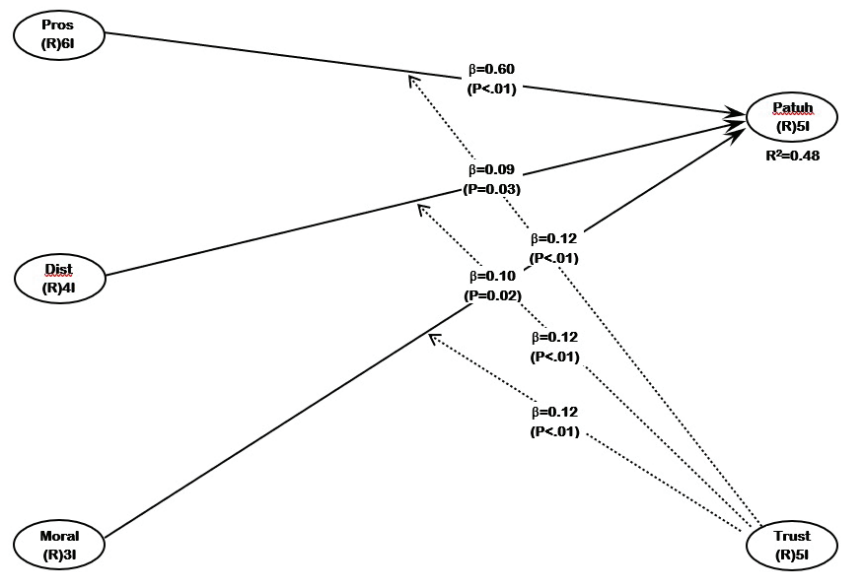 Pros
(R)6I
β=0.60
(P<.01)
Patuh
(R)5I
R²=0.48
β=0.09
(P=0.03)
β=0.12
(P<.01)
Dist
(R)4I
β=0.10
(P=0.02)
β=0.12
(P<.01)
β=0.12
(P<.01)
Moral
(R)3I
Trust
(R)5I